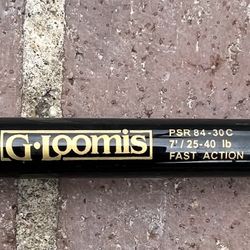 G·Loomis
PSR 84-30C
7'/25-40 lb
FAST ACTION